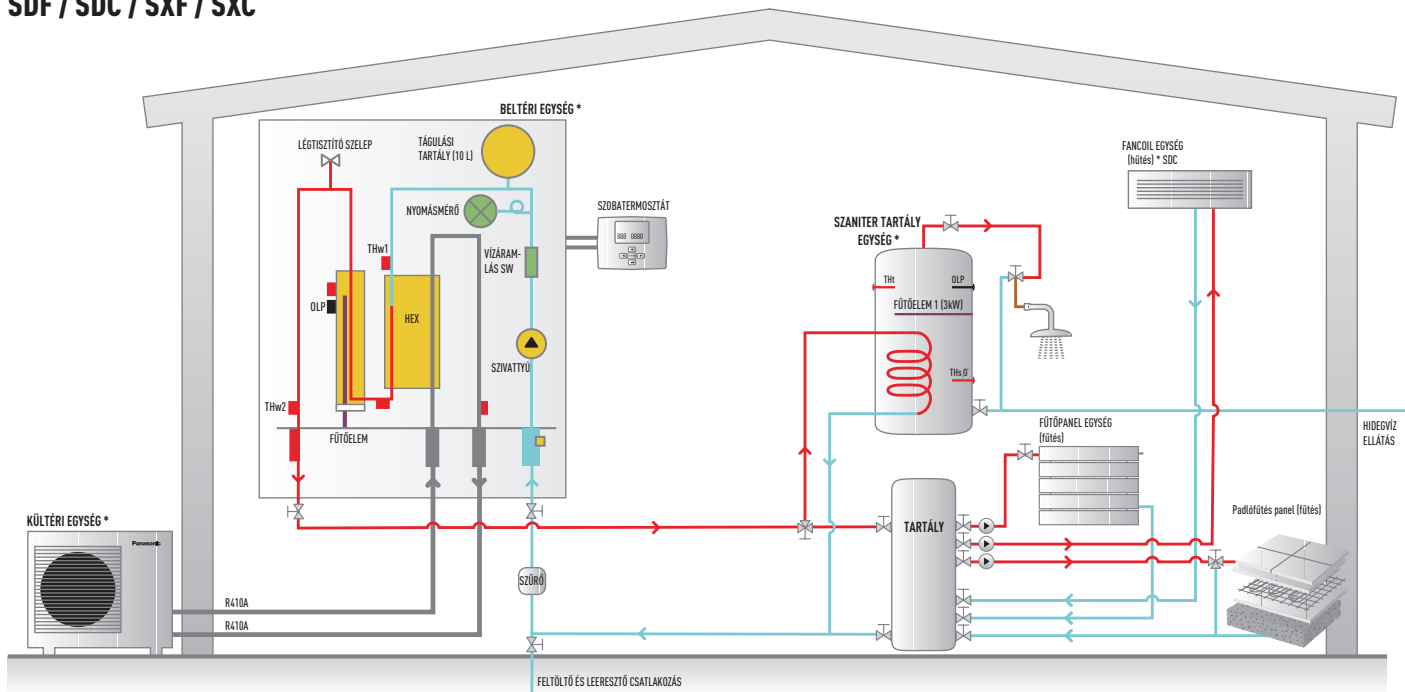 SDF / SDC / SXF / SXC
BELTÉRI EGYSÉG *
LÉGTISZTÍTÓ SZELEP
TÁGULÁSI
TARTÁLY (10 L)
NYOMÁSMÉRŐ
SZOBATERMOSZTÁT
THw1
VÍZÁRAM-
LÁS SW
OLP
HEX
SZIVATTYÚ
THw2
FŰTŐELEM
FANCOIL EGYSÉG
(hűtés) * SDC
SZANITER TARTÁLY
EGYSÉG *
THt
OLP
FŰTŐELEM 1 (3kW)
THs G'
HIDEGVÍZ
ELLÁTÁS
FŰTŐPANEL EGYSÉG
(fűtés)
Padlófűtés panel (fűtés)
TARTÁLY
KÜLTÉRI EGYSÉG *
Panasonic
SZŰRŐ
R410A
R410A
FELTÖLTŐ ÉS LEERESZTŐ CSATLAKOZÁS